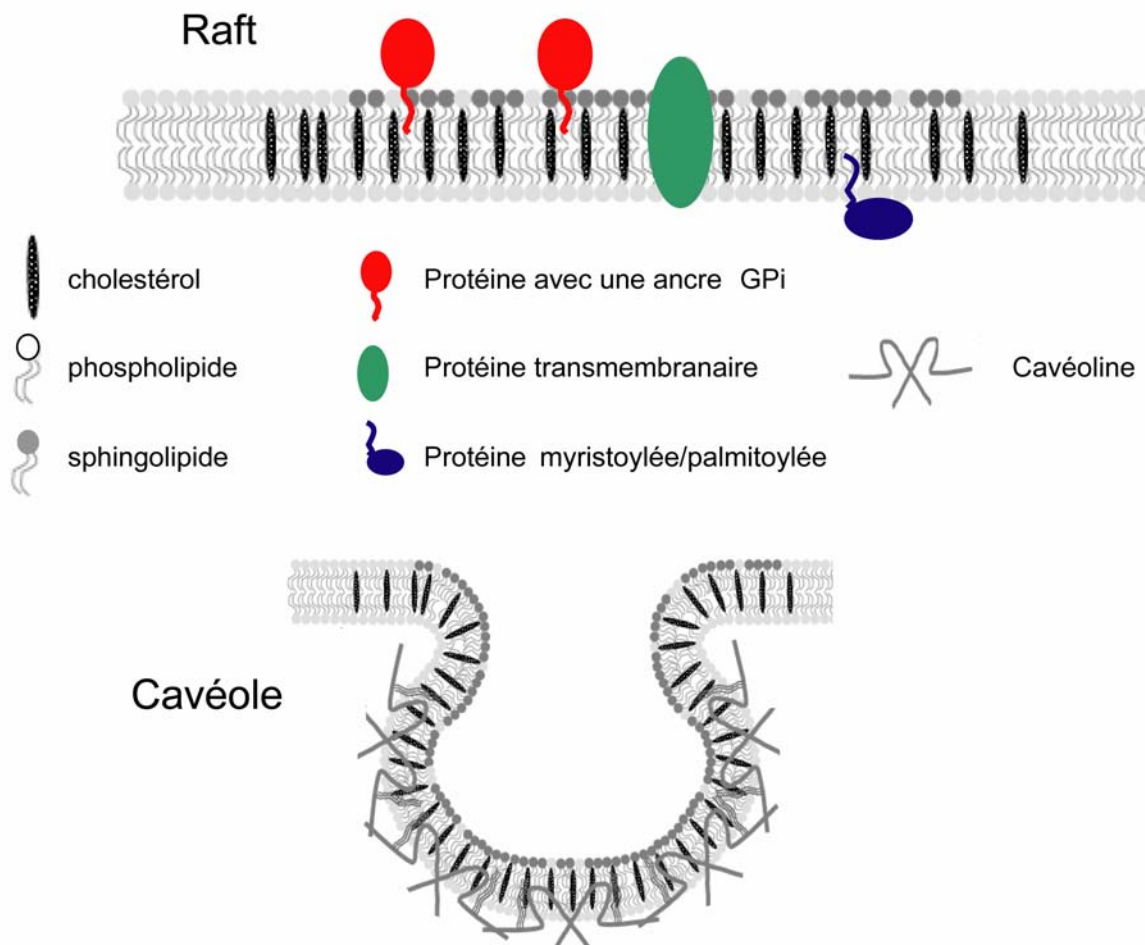 Raft
cholestérol
Protéine avec une ancre GPi
phospholipide
Protéine transmembranaire
Cavéoline
sphingolipide
Protéine myristoylée/palmitoylée
Cavéole